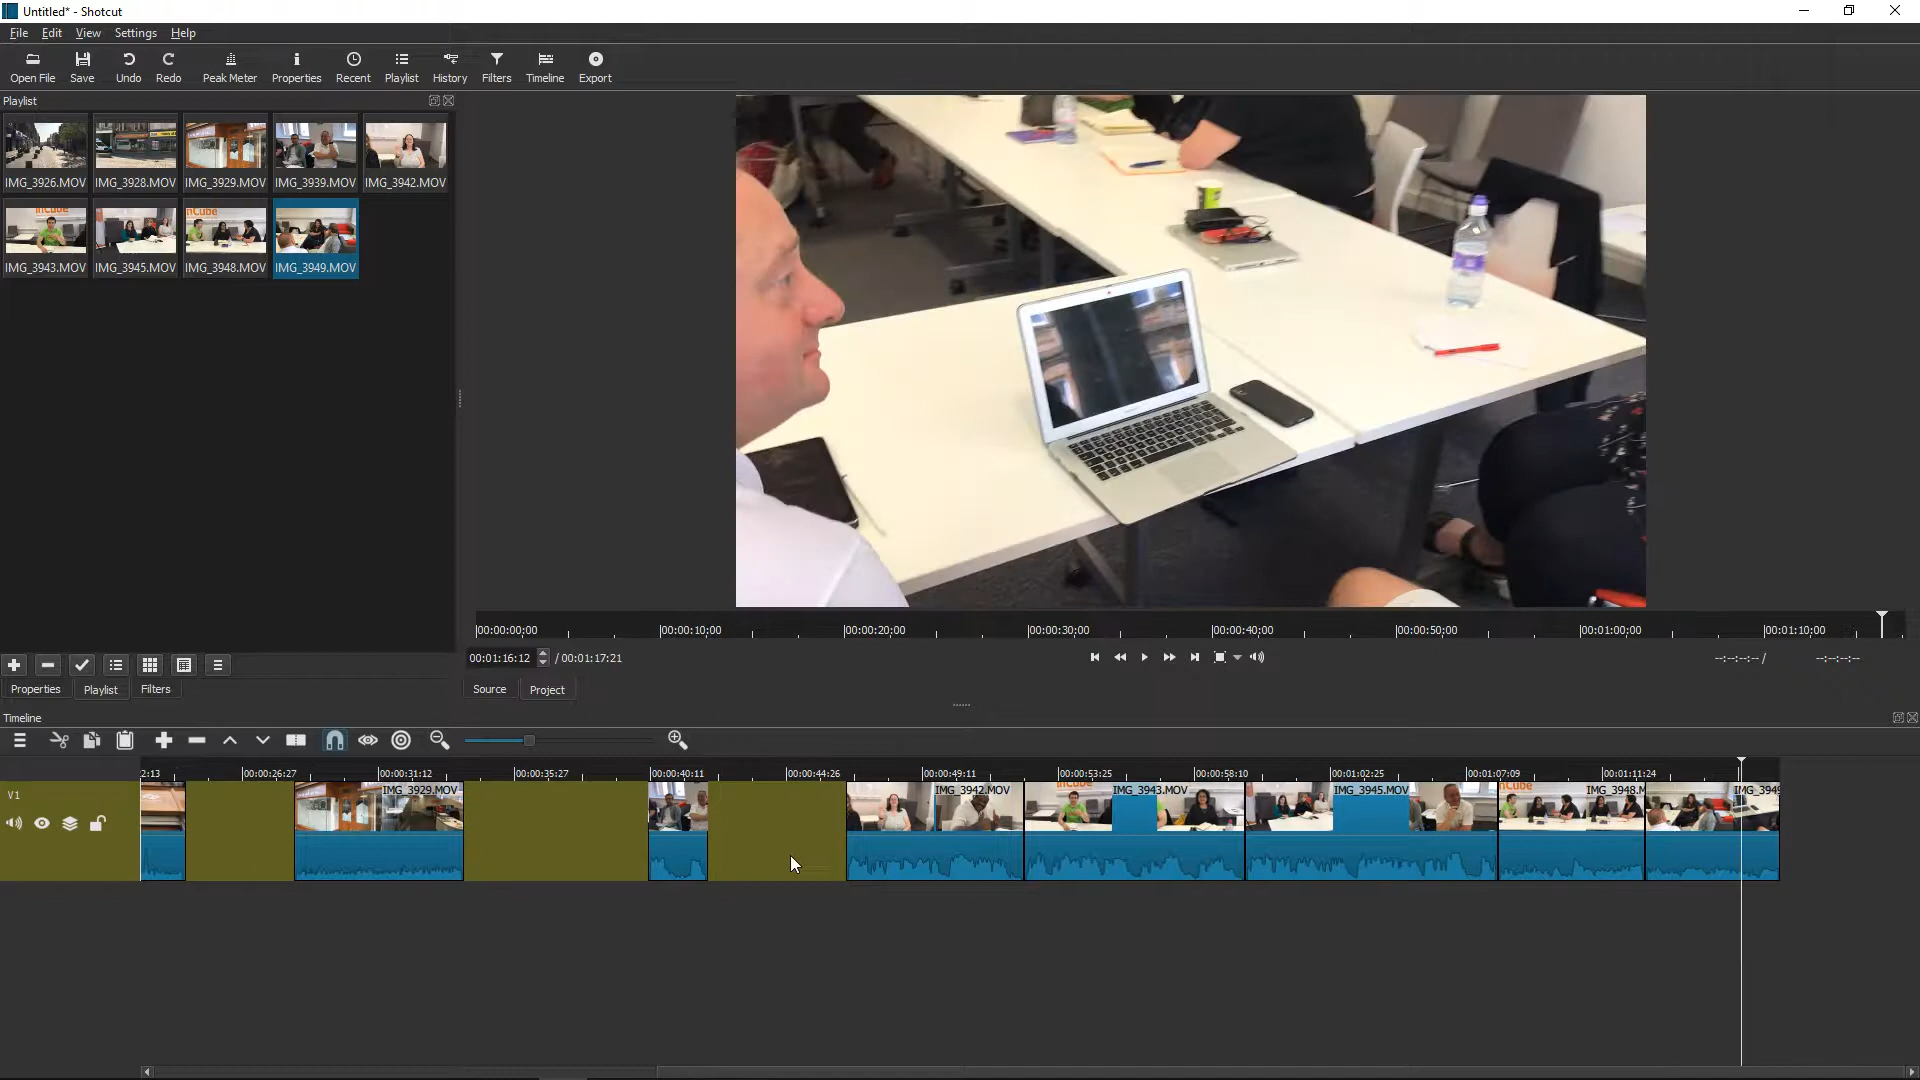 Untitled* - Shotcut
File Edit View Settings Help
Open File Save Undo Redo Peak Meter Properties Recent Playlist History Filters Timeline Export
Playlist
IMG_3926.MOV IMG_3928.MOV IMG_3929.MOV IMG_3939.MOV IMG_3942.MOV
InCube InCube
IMG_3943.MOV IMG_3945.MOV IMG_3948.MOV IMG_3949.MOV
|00:00:00;00 |00:00:10;00 |00:00:20;00 |00:00:30;00 |00:00:40;00 |00:00:50;00 |00:01:00;00 |00:01:10;00
00:01:16:12 / 00:01:17:21 --:--:--:-- / --:--:--:--
Properties Playlist Filters Source Project
Timeline
2:13 |00:00:26:27 |00:00:31:12 |00:00:35:27 |00:00:40:11 |00:00:44:26 |00:00:49:11 |00:00:53:25 |00:00:58:10 |00:01:02:25 |00:01:07:09 |00:01:11:24
V1 IMG_3929.MOV IMG_3942.MOV IMG_3943.MOV IMG_3945.MOV IMG_3948.M IMG_3949